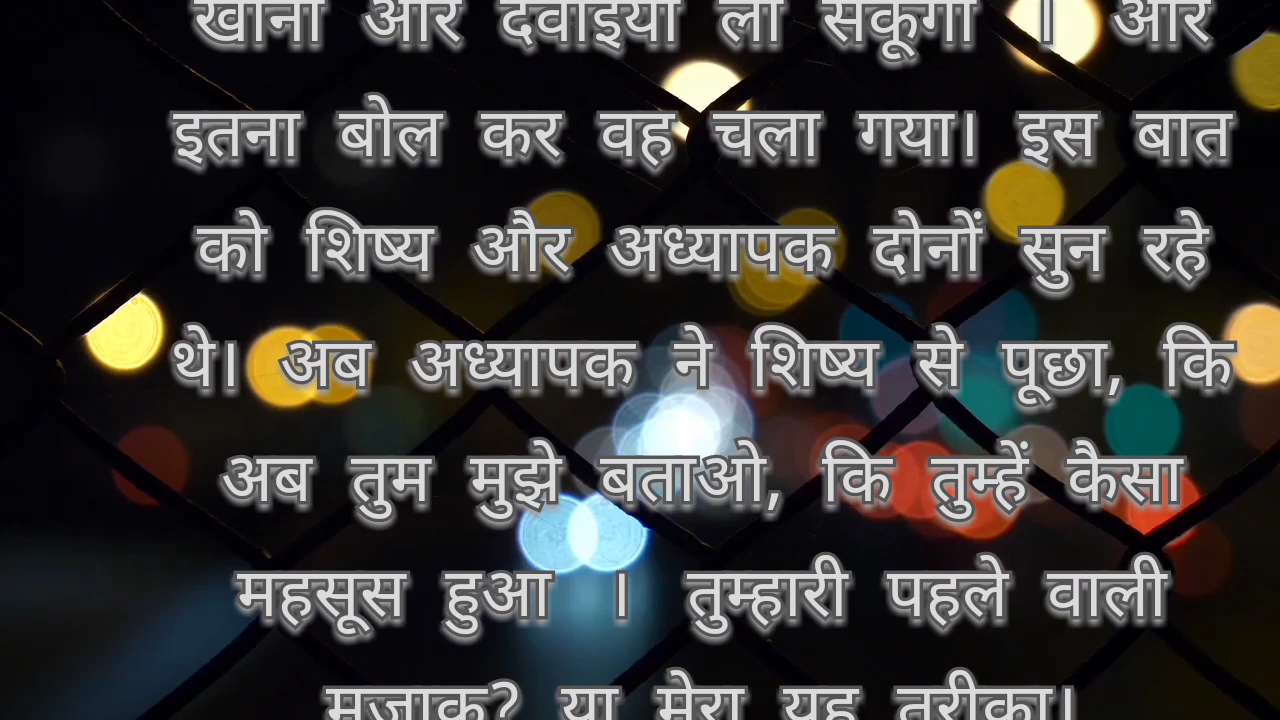 खाना और दवाइयां ला सकूंगा । और
इतना बोल कर वह चला गया। इस बात
को शिष्य और अध्यापक दोनों सुन रहे
थे। अब अध्यापक ने शिष्य से पूछा, कि
अब तुम मुझे बताओ, कि तुम्हें कैसा
महसूस हुआ । तुम्हारी पहले वाली
मजाक? या मेरा यह तरीका।